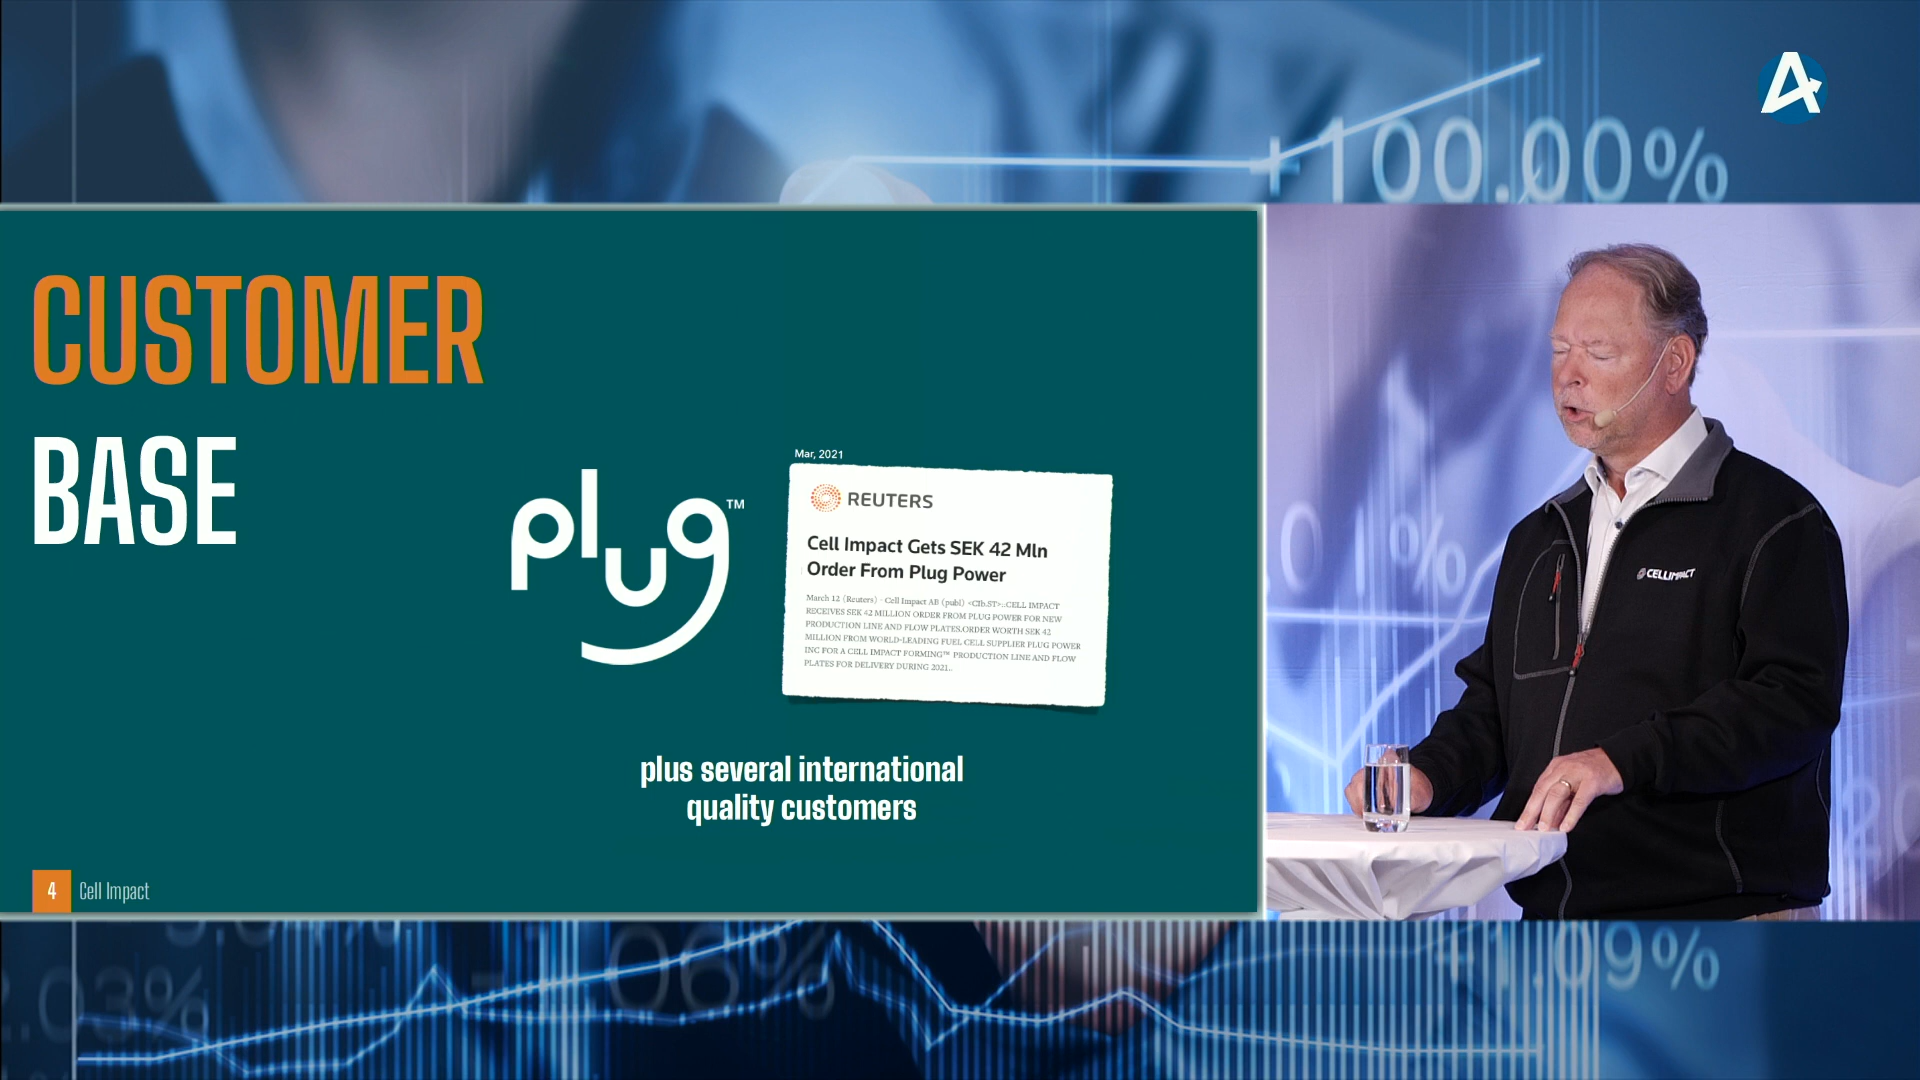 +100.00%
CUSTOMER
BASE
plug™
Mar, 2021
REUTERS
Cell Impact Gets SEK 42 Mln
Order From Plug Power
March 12 (Reuters) - Cell Impact AB (publ) <CIb.ST>::CELL IMPACT
RECEIVES SEK 42 MILLION ORDER FROM PLUG POWER FOR NEW
PRODUCTION LINE AND FLOW PLATES.ORDER WORTH SEK 42
MILLION FROM WORLD-LEADING FUEL CELL SUPPLIER PLUG POWER
INC FOR A CELL IMPACT FORMING™ PRODUCTION LINE AND FLOW
PLATES FOR DELIVERY DURING 2021..
plus several international
quality customers
4 Cell Impact
CELLIMPACT
+1.09%